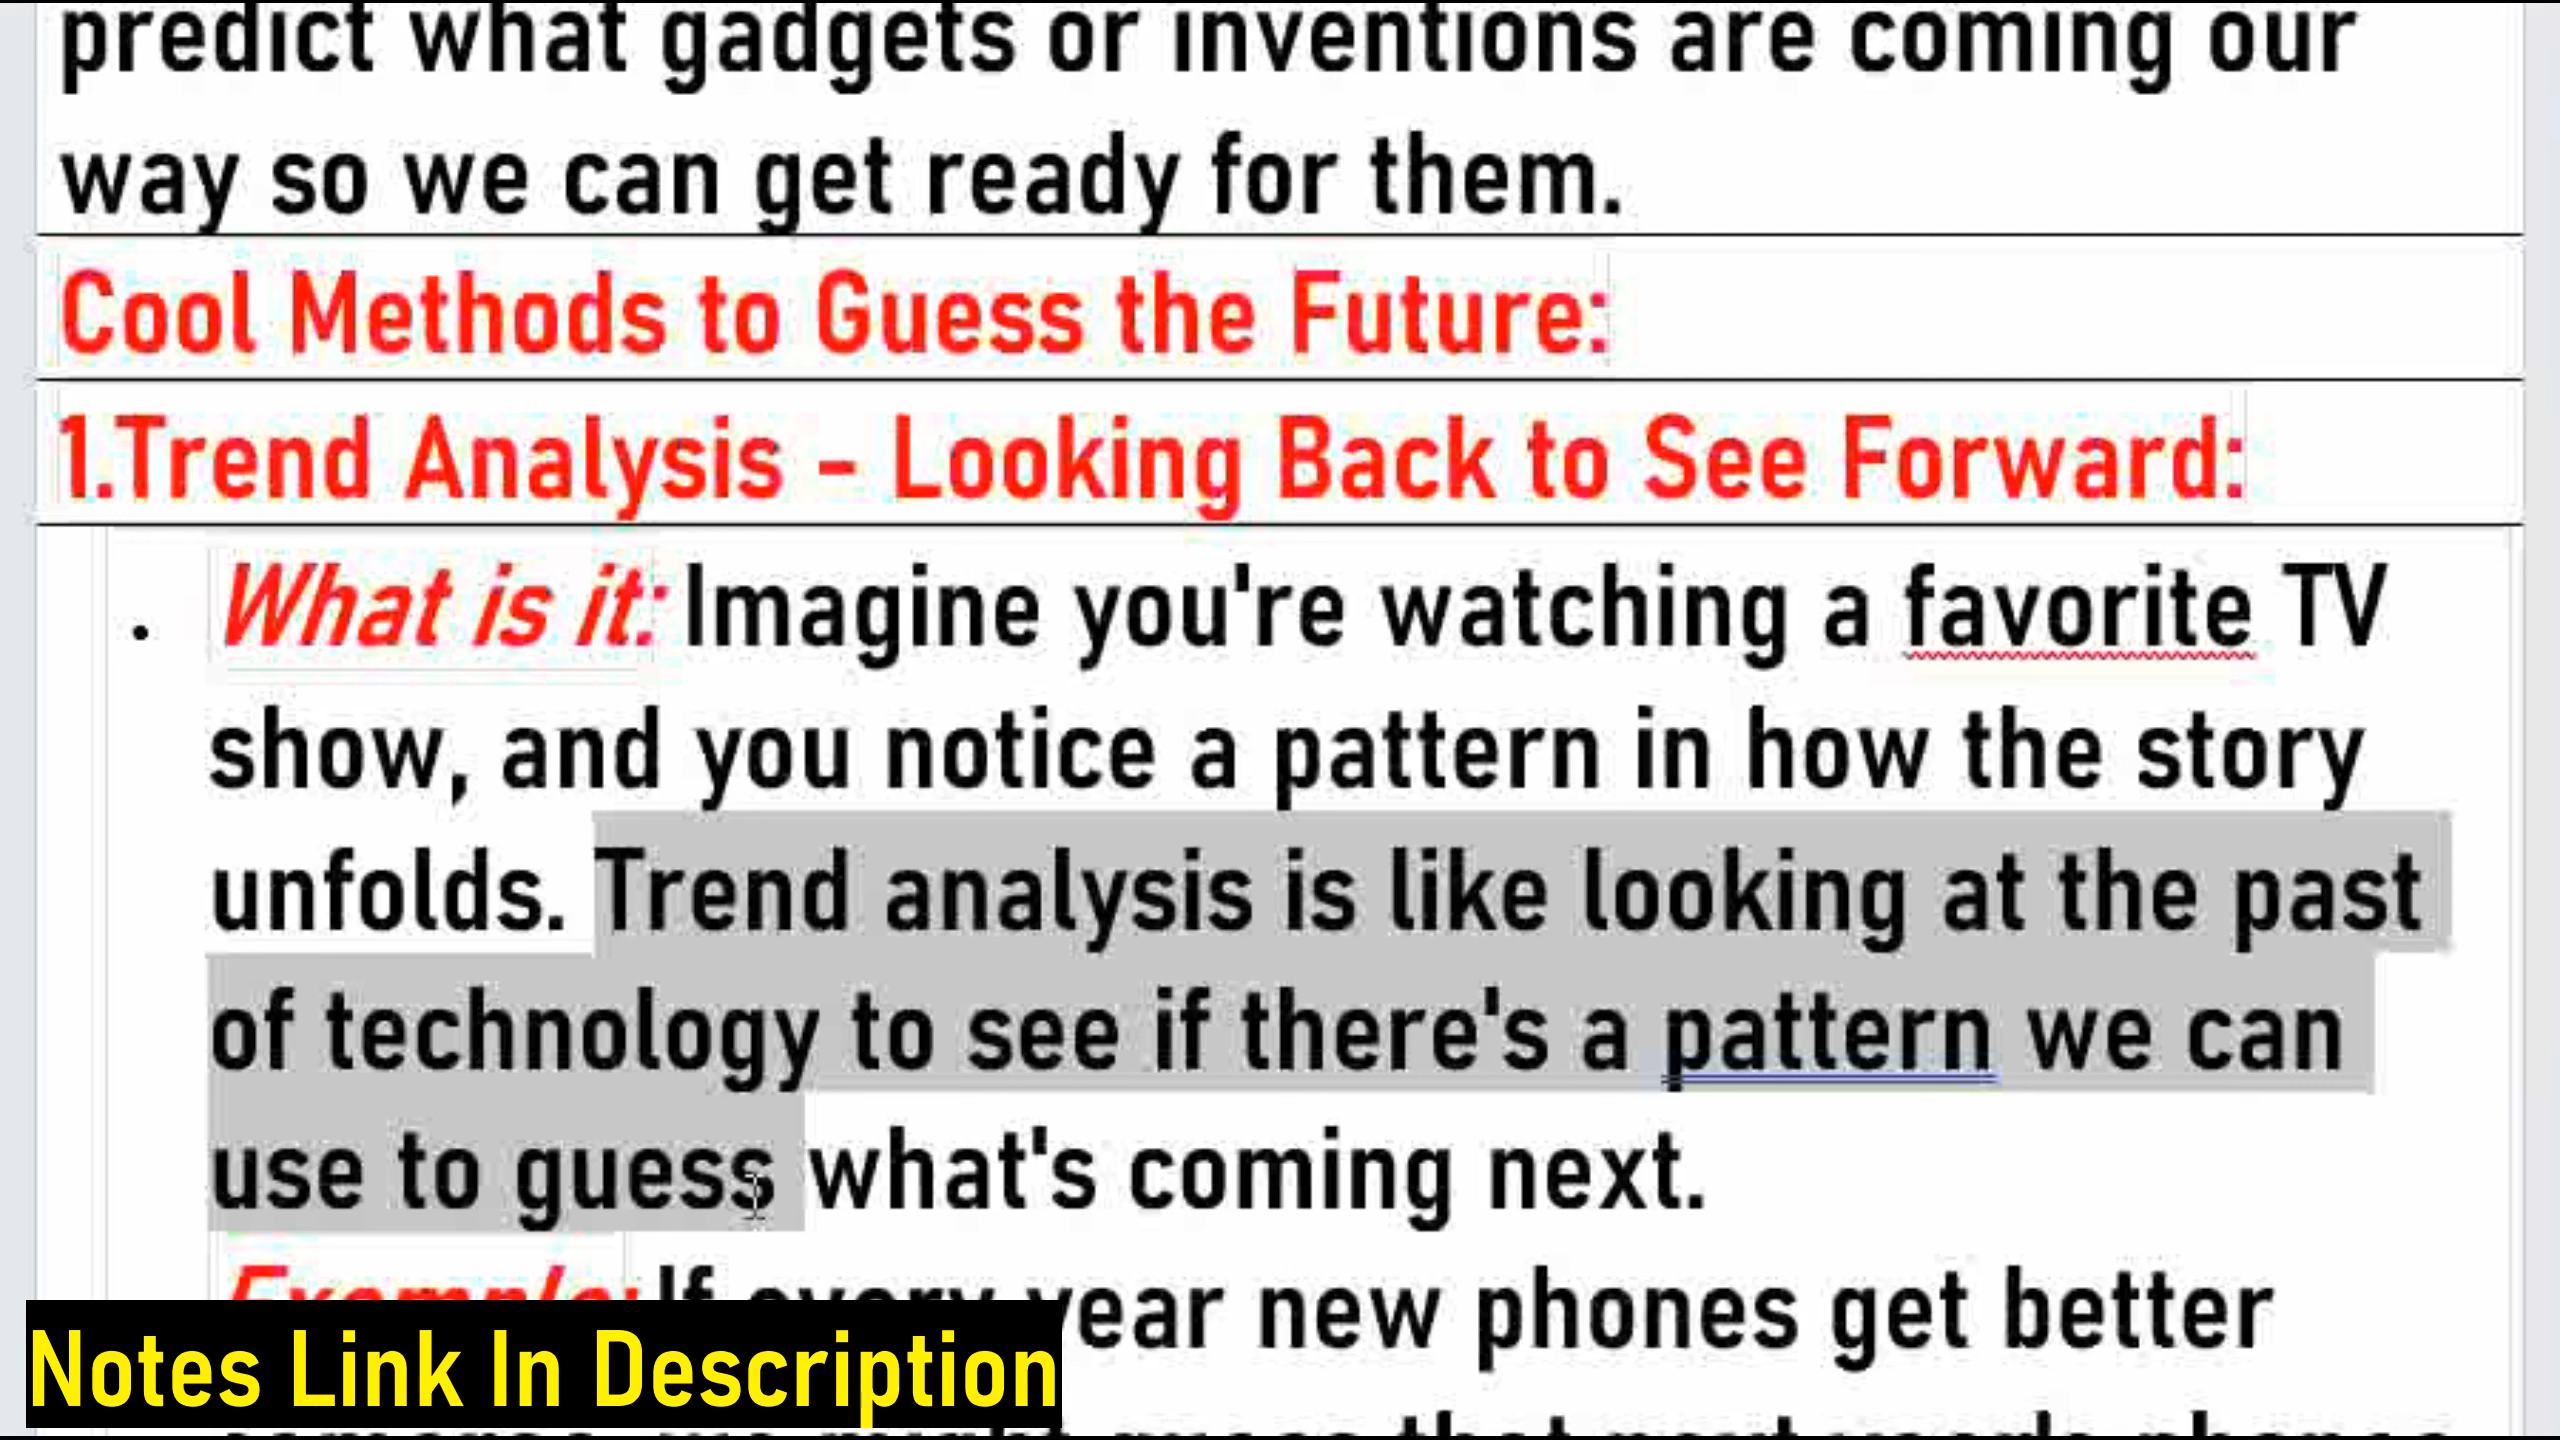 predict what gadgets or inventions are coming our
way so we can get ready for them.
Cool Methods to Guess the Future:
1.Trend Analysis - Looking Back to See Forward:
• What is it: Imagine you're watching a favorite TV
show, and you notice a pattern in how the story
unfolds. Trend analysis is like looking at the past
of technology to see if there's a pattern we can
use to guess what's coming next.
Example: If every year new phones get better
Notes Link In Description